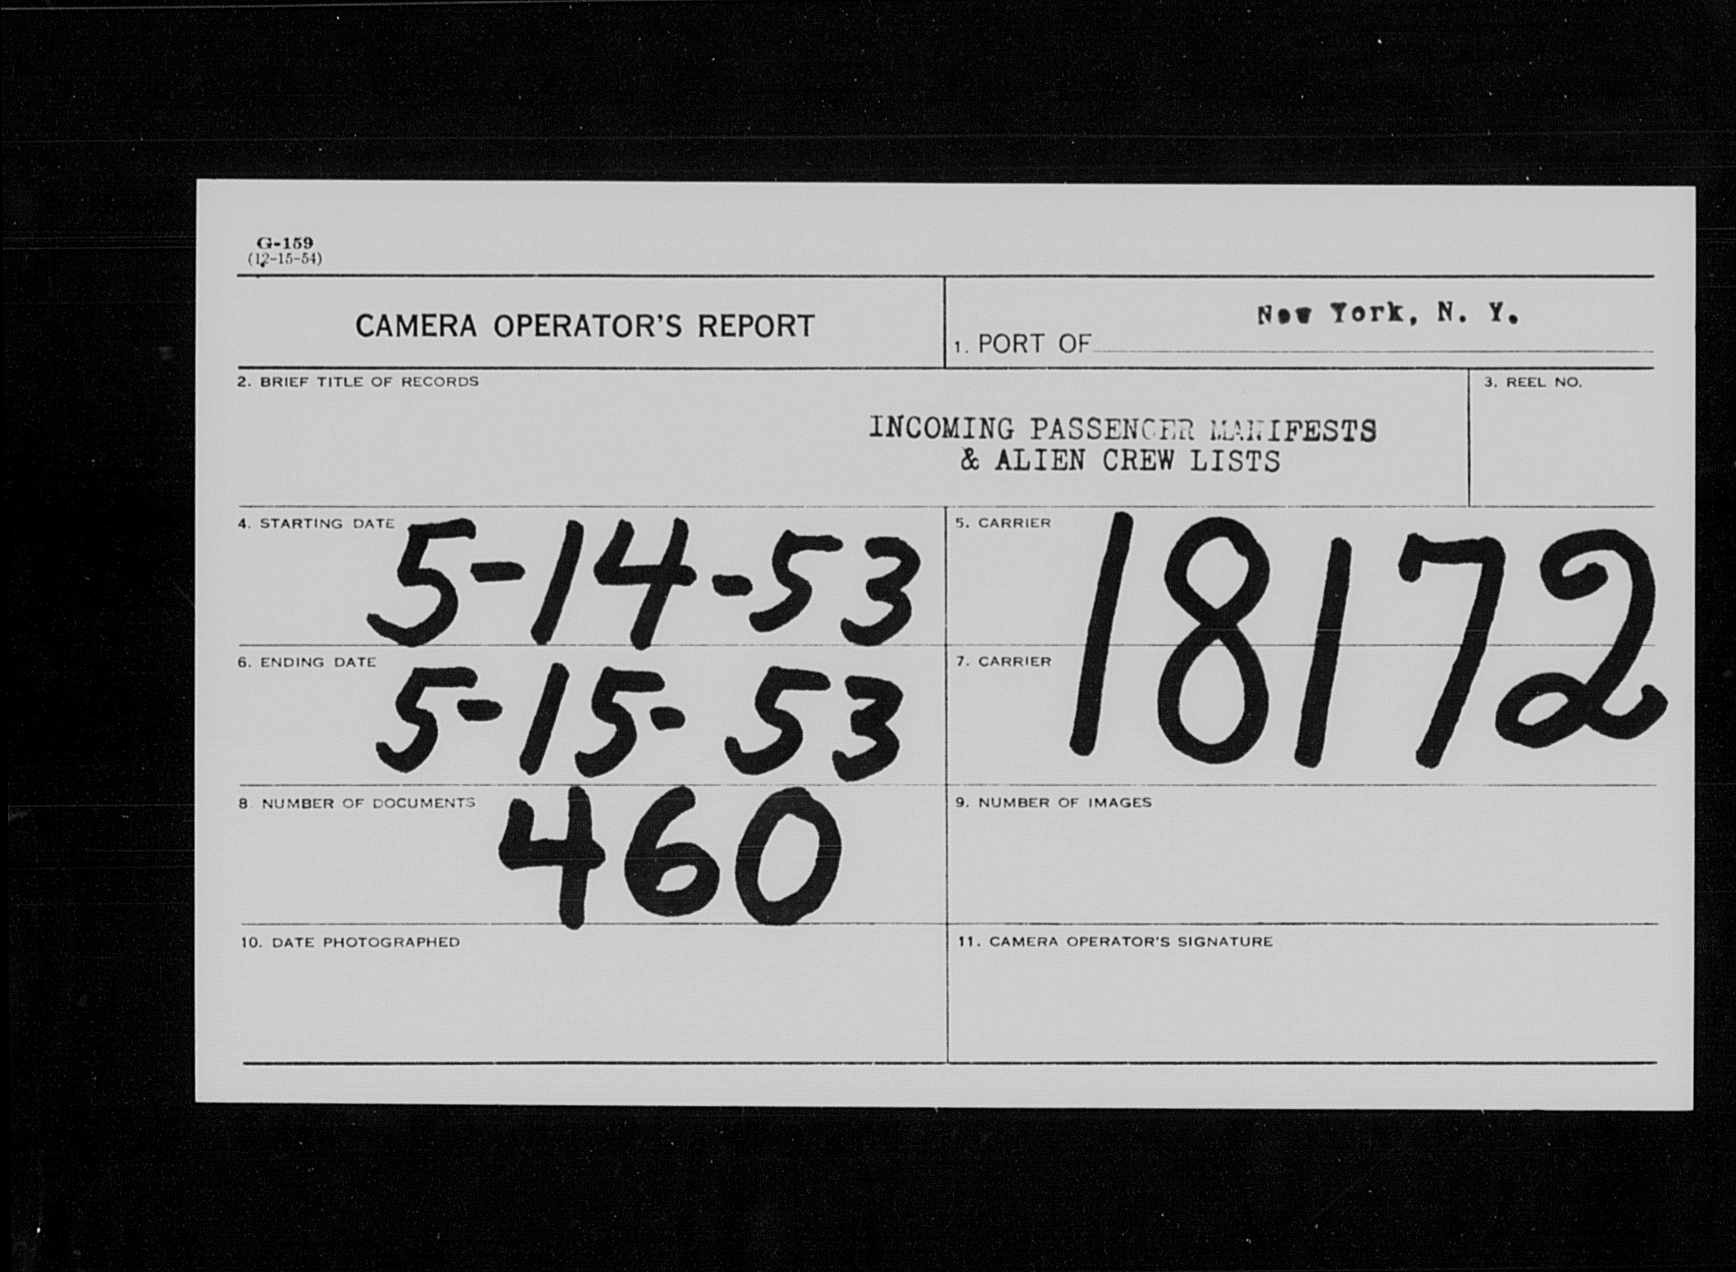 G-159
(12-15-54)
CAMERA OPERATOR'S REPORT
1. PORT OF New York, N. Y.
2. BRIEF TITLE OF RECORDS
3. REEL NO.
INCOMING PASSENGER MANIFESTS
& ALIEN CREW LISTS
4. STARTING DATE 5-14-53
5. CARRIER 18172
6. ENDING DATE 5-15-53
7. CARRIER
8 NUMBER OF DOCUMENTS 460
9. NUMBER OF IMAGES
10. DATE PHOTOGRAPHED
11. CAMERA OPERATOR'S SIGNATURE